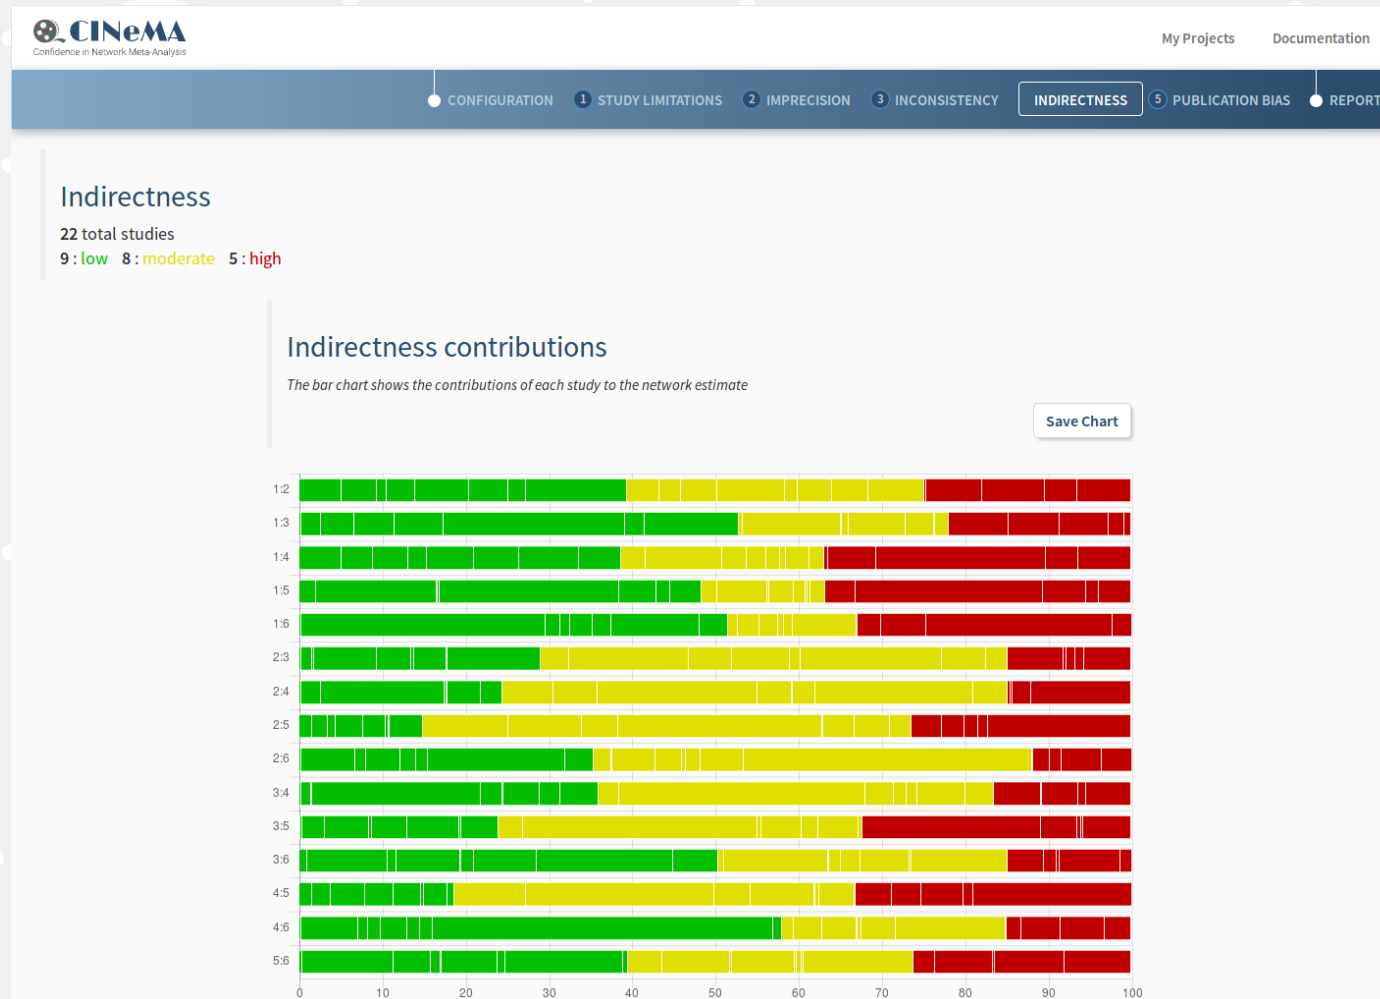 CINeMA
Confidence in Network Meta-Analysis
My Projects Documentation
CONFIGURATION 1 STUDY LIMITATIONS 2 IMPRECISION 3 INCONSISTENCY INDIRECTNESS 5 PUBLICATION BIAS REPORT
Indirectness
22 total studies
9 : low 8 : moderate 5 : high
Indirectness contributions
The bar chart shows the contributions of each study to the network estimate
Save Chart
1:2
1:3
1:4
1:5
1:6
2:3
2:4
2:5
2:6
3:4
3:5
3:6
4:5
4:6
5:6
0 10 20 30 40 50 60 70 80 90 100